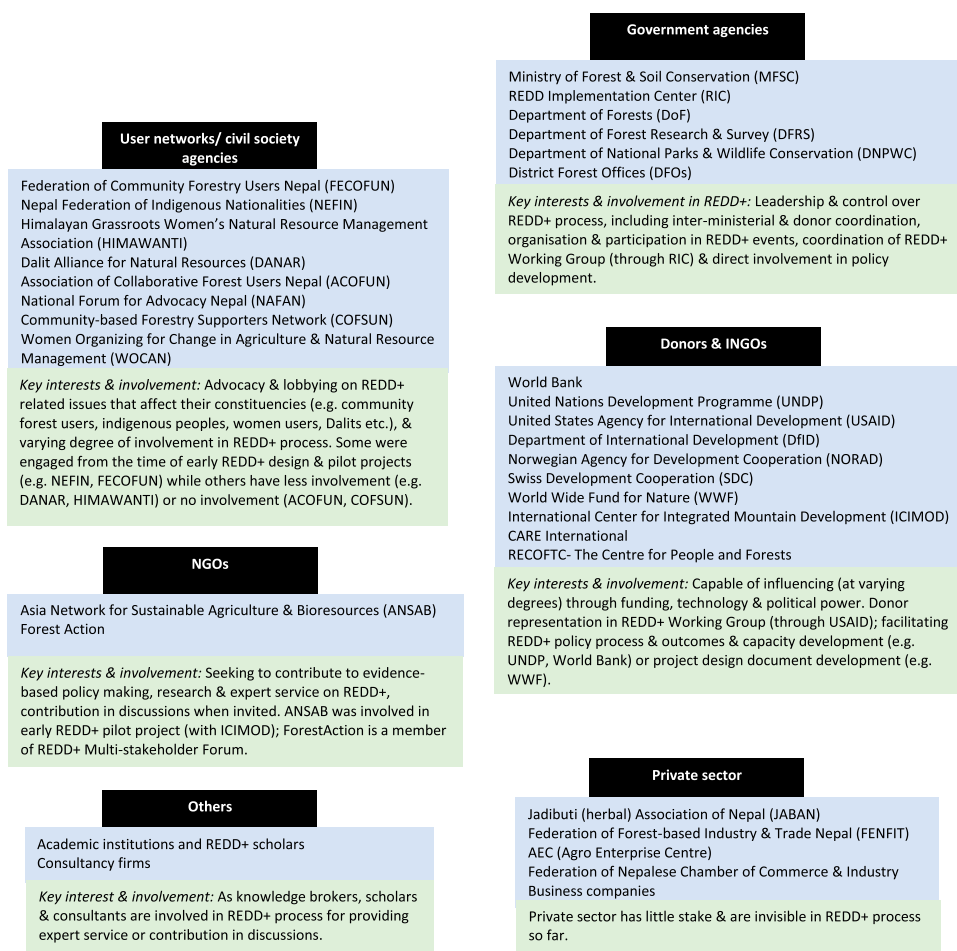 User networks/ civil society
agencies
Federation of Community Forestry Users Nepal (FECOFUN)
Nepal Federation of Indigenous Nationalities (NEFIN)
Himalayan Grassroots Women’s Natural Resource Management
Association (HIMAWANTI)
Dalit Alliance for Natural Resources (DANAR)
Association of Collaborative Forest Users Nepal (ACOFUN)
National Forum for Advocacy Nepal (NAFAN)
Community-based Forestry Supporters Network (COFSUN)
Women Organizing for Change in Agriculture & Natural Resource
Management (WOCAN)
Key interests & involvement: Advocacy & lobbying on REDD+
related issues that affect their constituencies (e.g. community
forest users, indigenous peoples, women users, Dalits etc.), &
varying degree of involvement in REDD+ process. Some were
engaged from the time of early REDD+ design & pilot projects
(e.g. NEFIN, FECOFUN) while others have less involvement (e.g.
DANAR, HIMAWANTI) or no involvement (ACOFUN, COFSUN).
NGOs
Asia Network for Sustainable Agriculture & Bioresources (ANSAB)
Forest Action
Key interests & involvement: Seeking to contribute to evidence-
based policy making, research & expert service on REDD+,
contribution in discussions when invited. ANSAB was involved in
early REDD+ pilot project (with ICIMOD); ForestAction is a member
of REDD+ Multi-stakeholder Forum.
Others
Academic institutions and REDD+ scholars
Consultancy firms
Key interest & involvement: As knowledge brokers, scholars
& consultants are involved in REDD+ process for providing
expert service or contribution in discussions.
Government agencies
Ministry of Forest & Soil Conservation (MFSC)
REDD Implementation Center (RIC)
Department of Forests (DoF)
Department of Forest Research & Survey (DFRS)
Department of National Parks & Wildlife Conservation (DNPWC)
District Forest Offices (DFOs)
Key interests & involvement in REDD+: Leadership & control over
REDD+ process, including inter-ministerial & donor coordination,
organisation & participation in REDD+ events, coordination of REDD+
Working Group (through RIC) & direct involvement in policy
development.
Donors & INGOs
World Bank
United Nations Development Programme (UNDP)
United States Agency for International Development (USAID)
Department of International Development (DfID)
Norwegian Agency for Development Cooperation (NORAD)
Swiss Development Cooperation (SDC)
World Wide Fund for Nature (WWF)
International Center for Integrated Mountain Development (ICIMOD)
CARE International
RECOFTC- The Centre for People and Forests
Key interests & involvement: Capable of influencing (at varying
degrees) through funding, technology & political power. Donor
representation in REDD+ Working Group (through USAID); facilitating
REDD+ policy process & outcomes & capacity development (e.g.
UNDP, World Bank) or project design document development (e.g.
WWF).
Private sector
Jadibuti (herbal) Association of Nepal (JABAN)
Federation of Forest-based Industry & Trade Nepal (FENFIT)
AEC (Agro Enterprise Centre)
Federation of Nepalese Chamber of Commerce & Industry
Business companies
Private sector has little stake & are invisible in REDD+ process
so far.